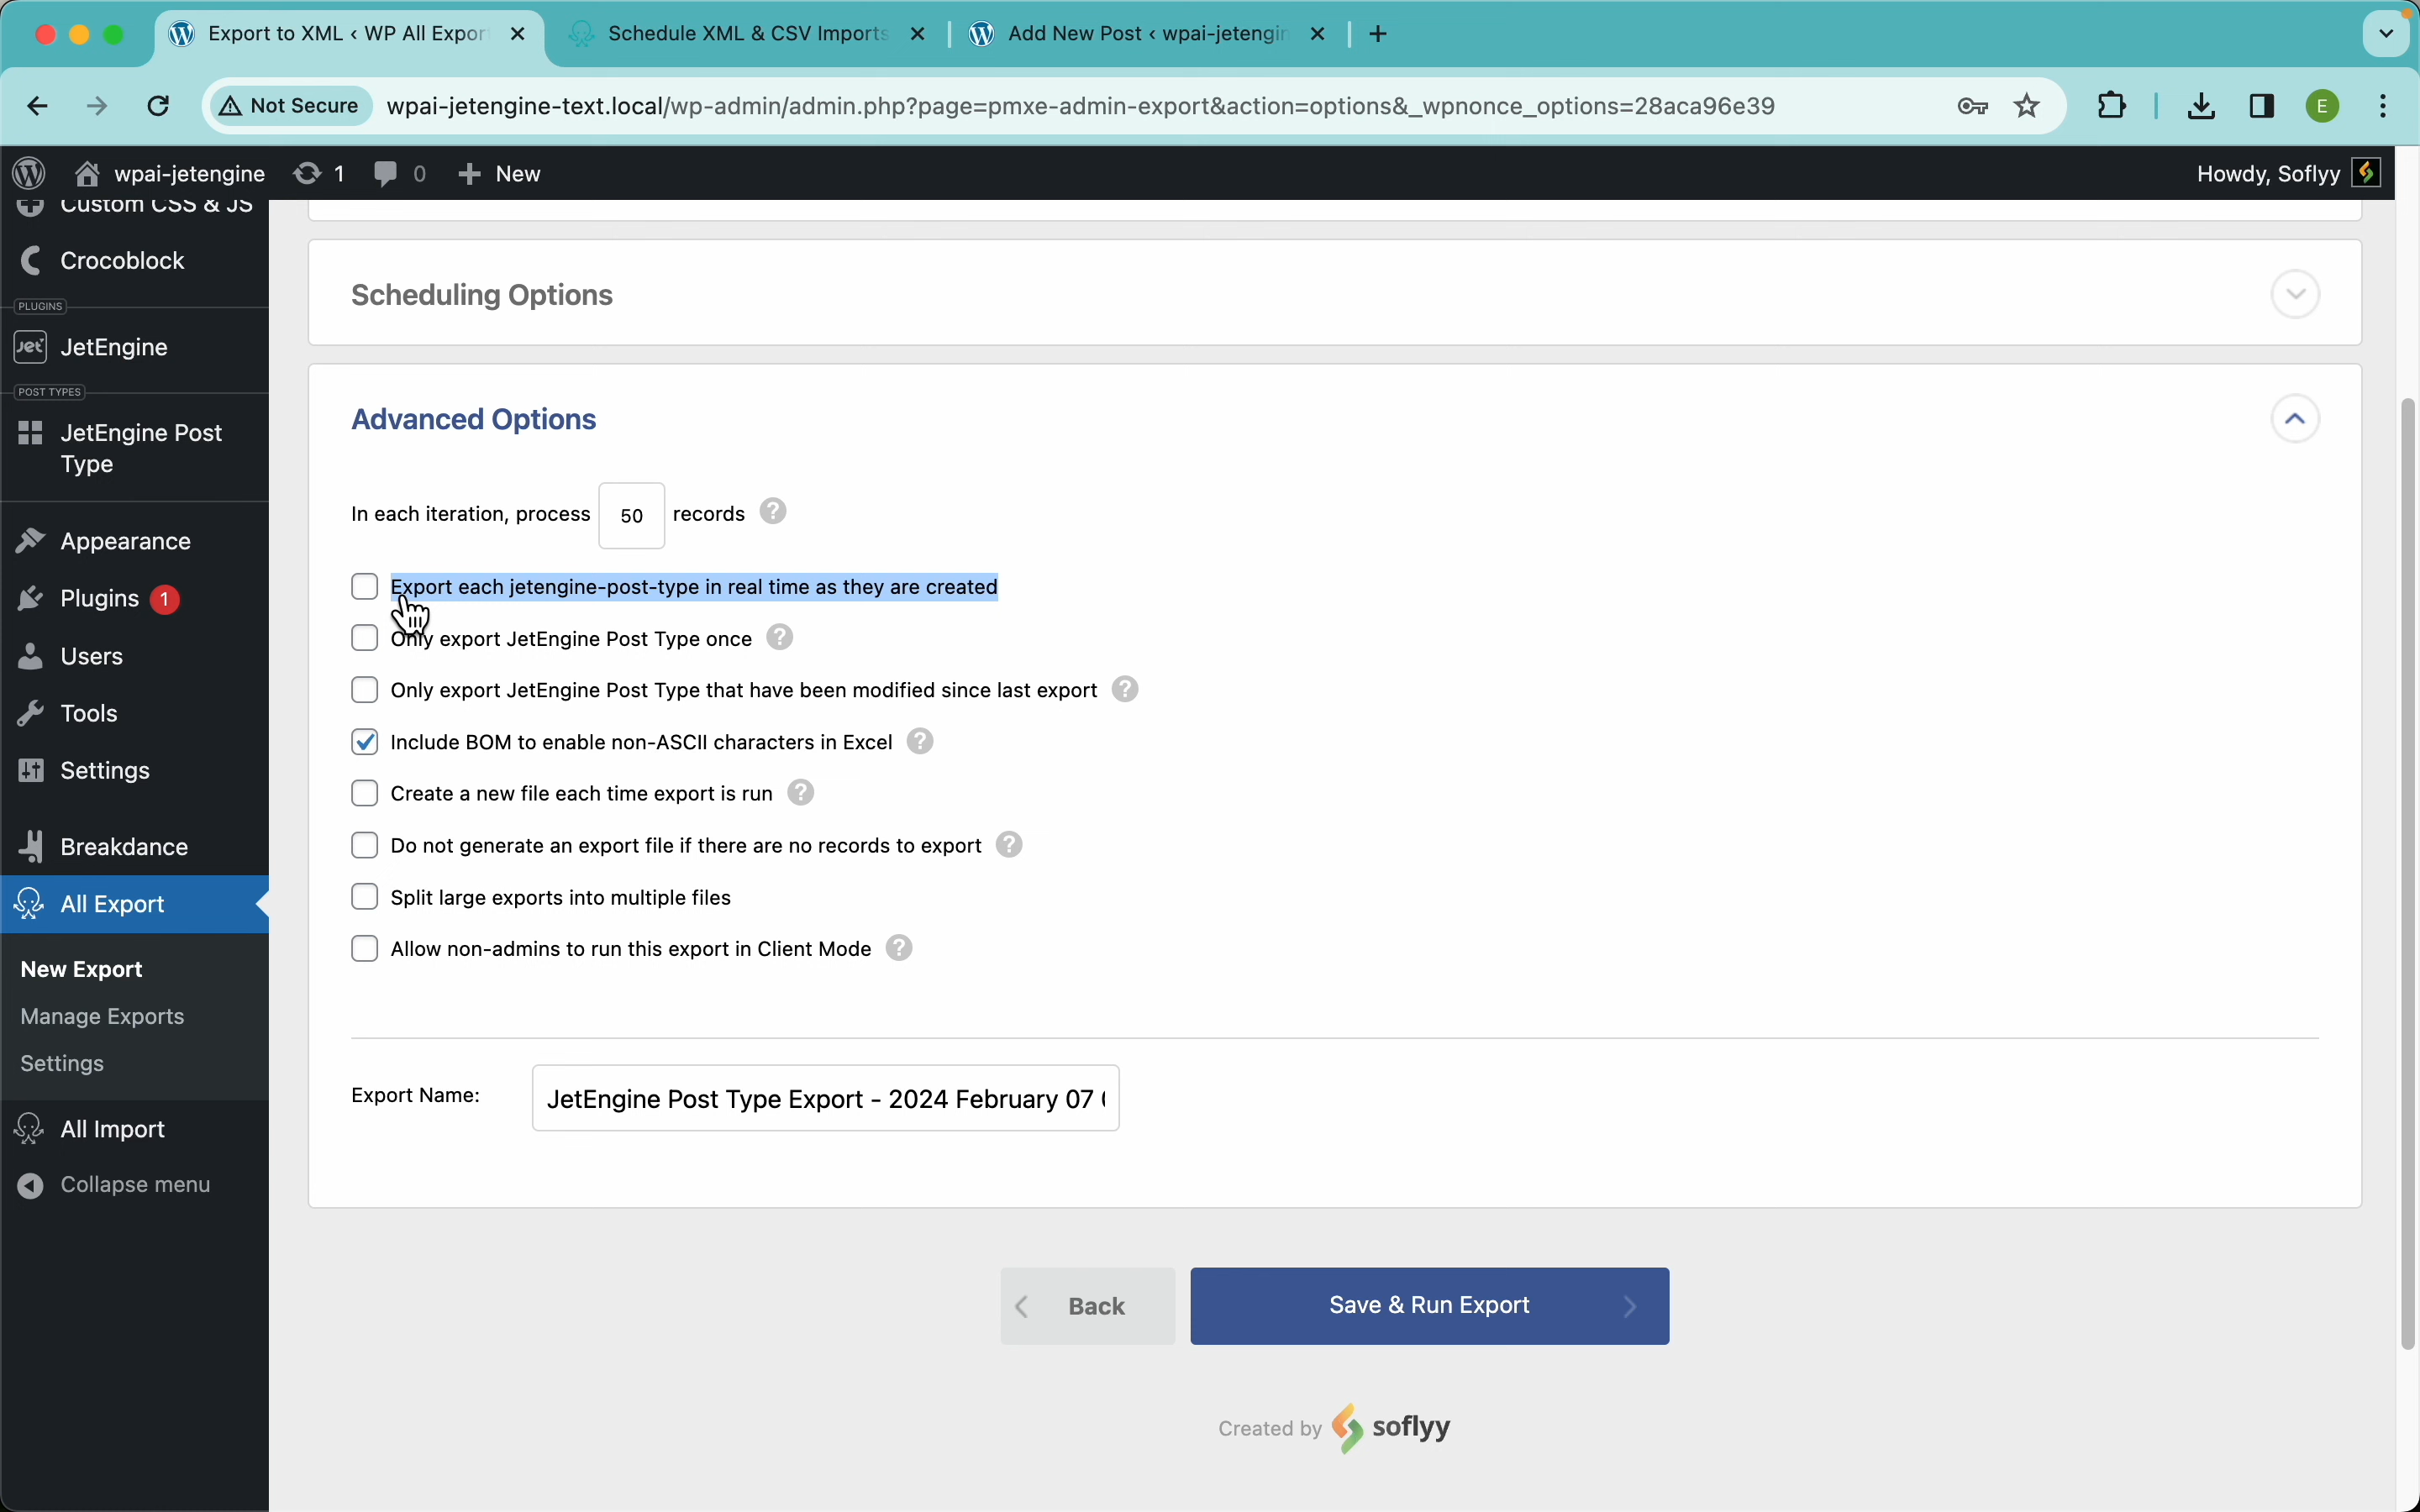 Export to XML ‹ WP All Expor
Schedule XML & CSV Imports
Add New Post ‹ wpai-jetengin
Not Secure
wpai-jetengine-text.local/wp-admin/admin.php?page=pmxe-admin-export&action=options&_wpnonce_options=28aca96e39
E
wpai-jetengine
1
0
New
Howdy, Soflyy
Custom CSS & JS
Crocoblock
PLUGINS
Jet JetEngine
POST TYPES
JetEngine Post
Type
Appearance
Plugins 1
Users
Tools
Settings
Breakdance
All Export
New Export
Manage Exports
Settings
All Import
Collapse menu
Scheduling Options
Advanced Options
In each iteration, process 50 records ?
Export each jetengine-post-type in real time as they are created
Only export JetEngine Post Type once ?
Only export JetEngine Post Type that have been modified since last export ?
Include BOM to enable non-ASCII characters in Excel ?
Create a new file each time export is run ?
Do not generate an export file if there are no records to export ?
Split large exports into multiple files
Allow non-admins to run this export in Client Mode ?
Export Name: JetEngine Post Type Export - 2024 February 07
Back
Save & Run Export
Created by soflyy